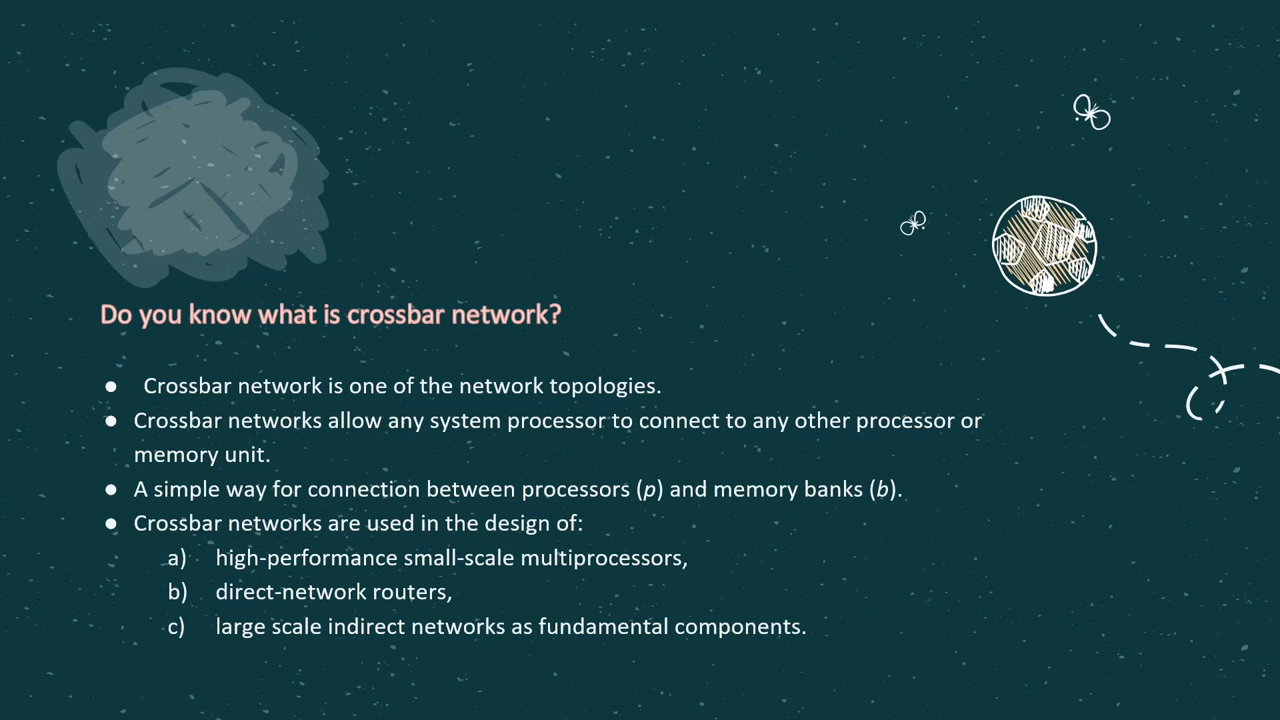 Do you know what is crossbar network?
● Crossbar network is one of the network topologies.
● Crossbar networks allow any system processor to connect to any other processor or
memory unit.
● A simple way for connection between processors (p) and memory banks (b).
● Crossbar networks are used in the design of:
a) high-performance small-scale multiprocessors,
b) direct-network routers,
c) large scale indirect networks as fundamental components.